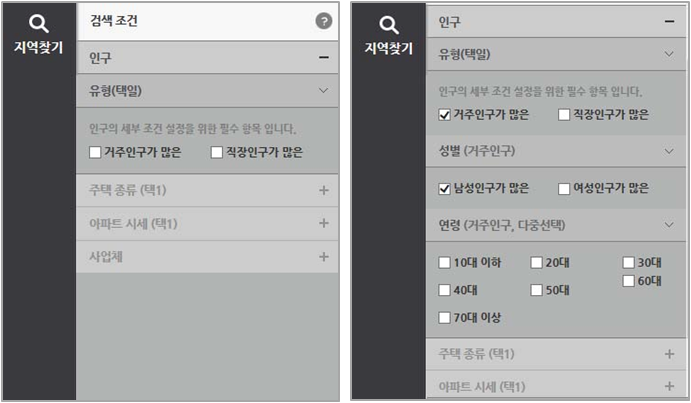 지역찾기
검색 조건 ?
인구
유형(택일)
인구의 세부 조건 설정을 위한 필수 항목 입니다.
거주인구가 많은 직장인구가 많은
주택 종류 (택1)
아파트 시세 (택1)
사업체
지역찾기
인구
유형(택일)
인구의 세부 조건 설정을 위한 필수 항목 입니다.
거주인구가 많은 직장인구가 많은
성별 (거주인구)
남성인구가 많은 여성인구가 많은
연령 (거주인구, 다중선택)
10대 이하 20대 30대
40대 50대 60대
70대 이상
주택 종류 (택1)
아파트 시세 (택1)